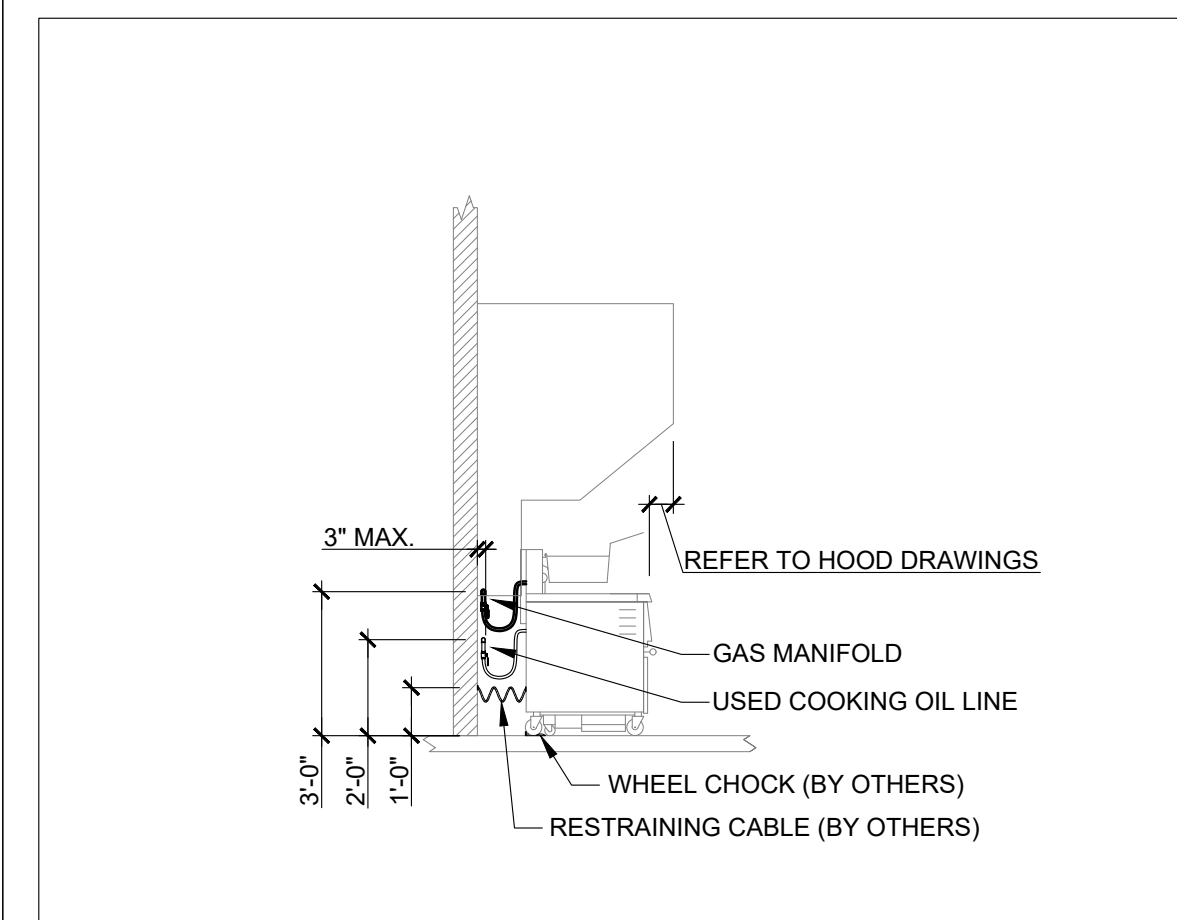 3" MAX.
REFER TO HOOD DRAWINGS
GAS MANIFOLD
USED COOKING OIL LINE
3'-0"
2'-0"
1'-0"
WHEEL CHOCK (BY OTHERS)
RESTRAINING CABLE (BY OTHERS)